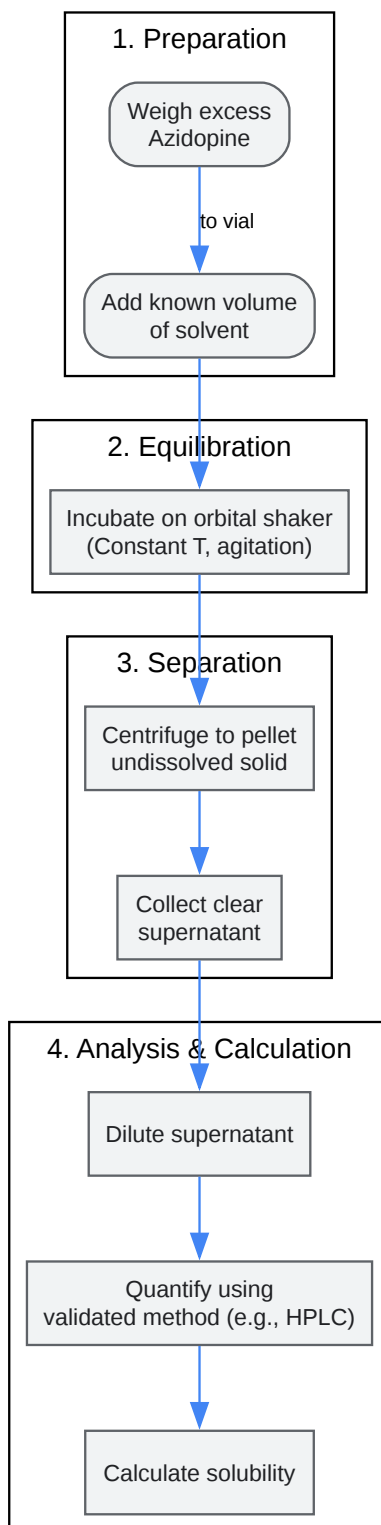 1. Preparation
Weigh excess
Azidopine
to vial
Add known volume
of solvent
2. Equilibration
Incubate on orbital shaker
(Constant T, agitation)
3. Separation
Centrifuge to pellet
undissolved solid
Collect clear
supernatant
4. Analysis & Calculation
Dilute supernatant
Quantify using
validated method (e.g., HPLC)
Calculate solubility